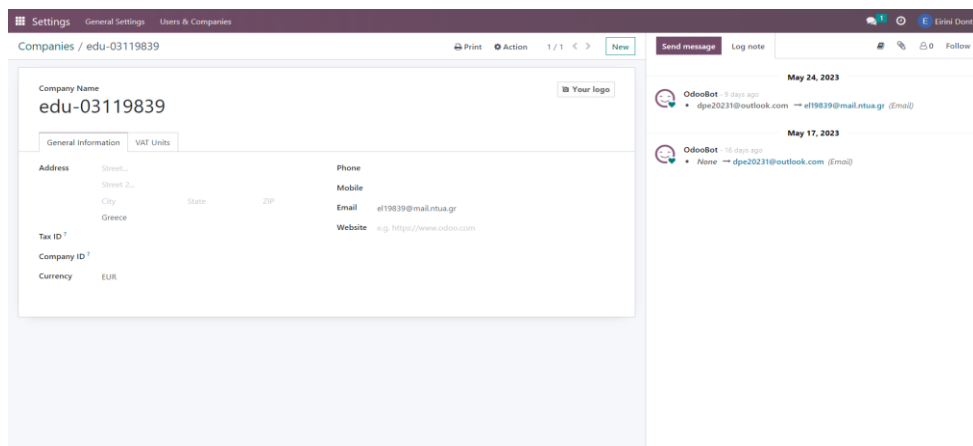 Settings General Settings Users & Companies 1 E Eirini Dont
Companies / edu-03119839 Print Action 1 / 1 New Send message Log note 0 Follow
Company Name
edu-03119839
Your logo
General Information VAT Units
Address Street...
Street 2...
City State ZIP
Greece
Tax ID ?
Company ID ?
Currency EUR
Phone
Mobile
Email el19839@mail.ntua.gr
Website e.g. https://www.odoo.com
May 24, 2023
OdooBot - 9 days ago
• dpe20231@outlook.com → el19839@mail.ntua.gr (Email)
May 17, 2023
OdooBot - 16 days ago
• None → dpe20231@outlook.com (Email)